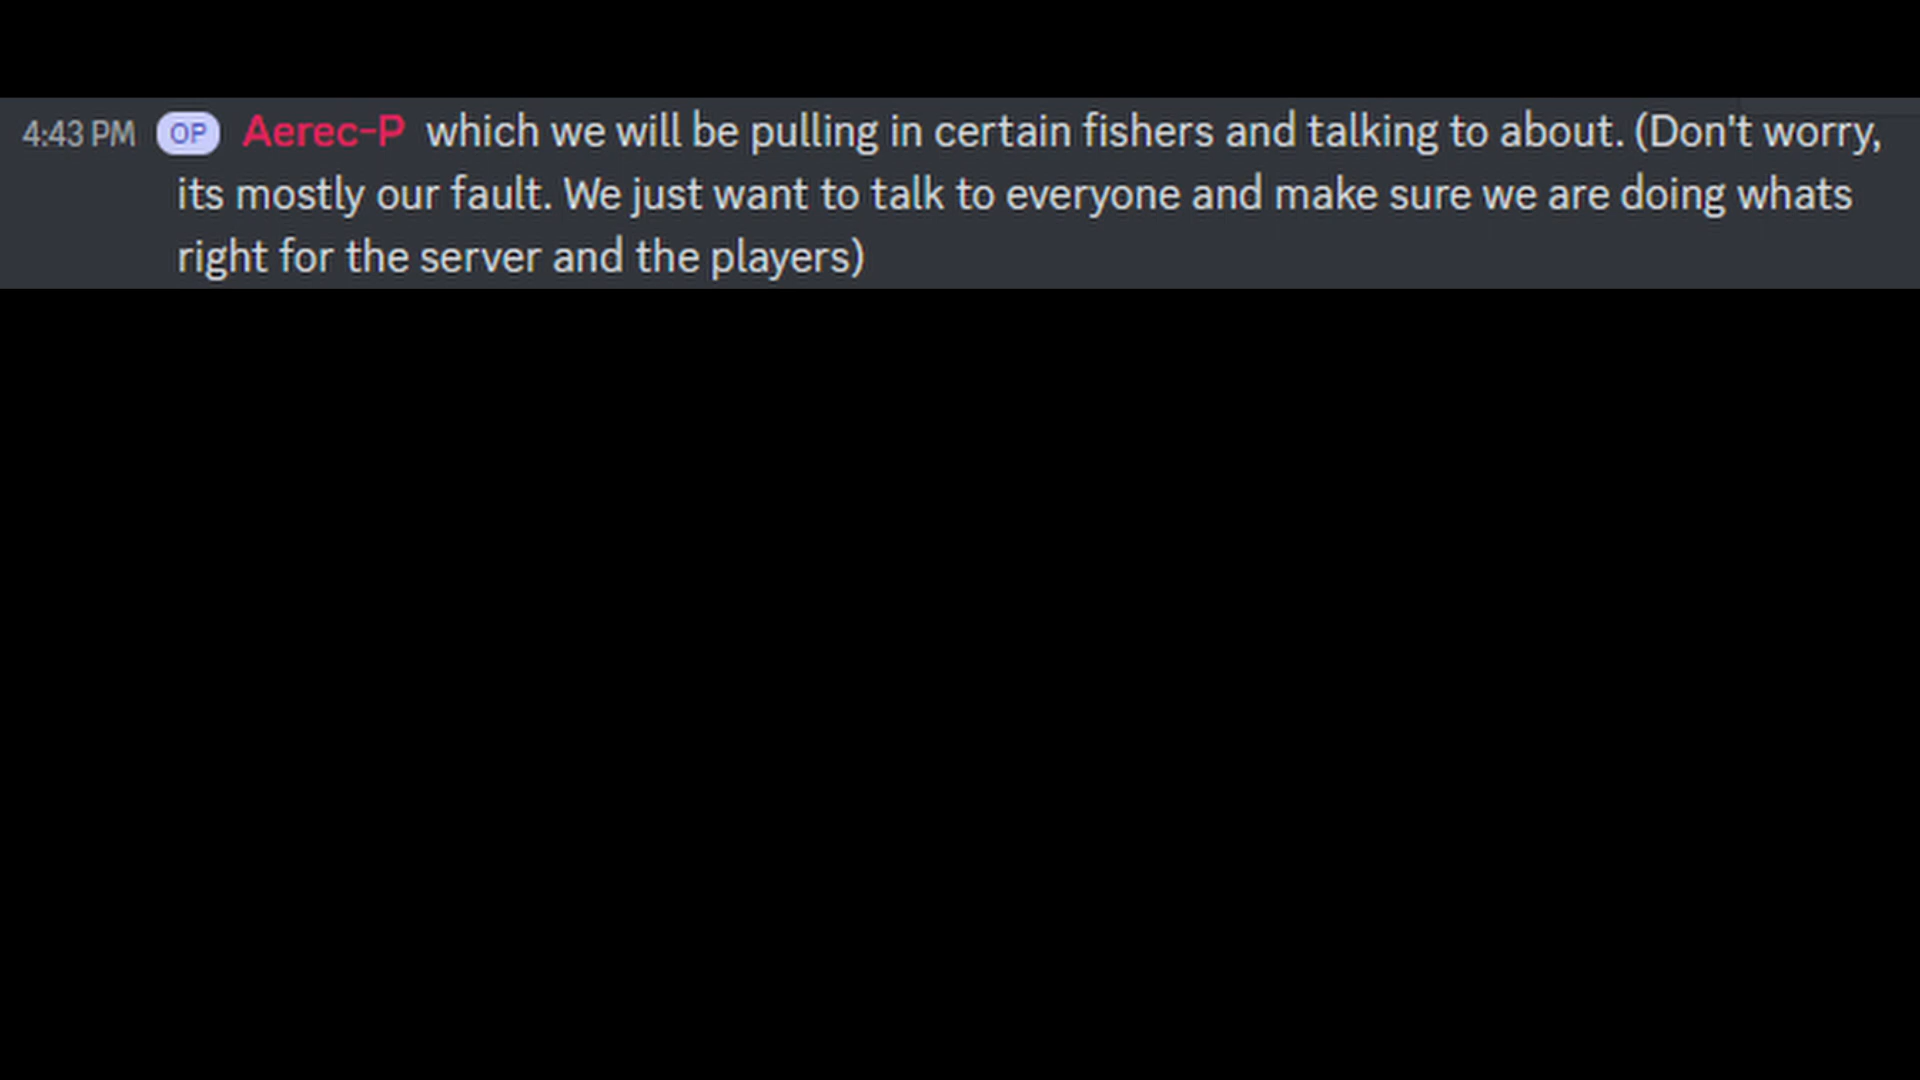 4:43 PM OP Aerec-P which we will be pulling in certain fishers and talking to about. (Don't worry,
its mostly our fault. We just want to talk to everyone and make sure we are doing whats
right for the server and the players)